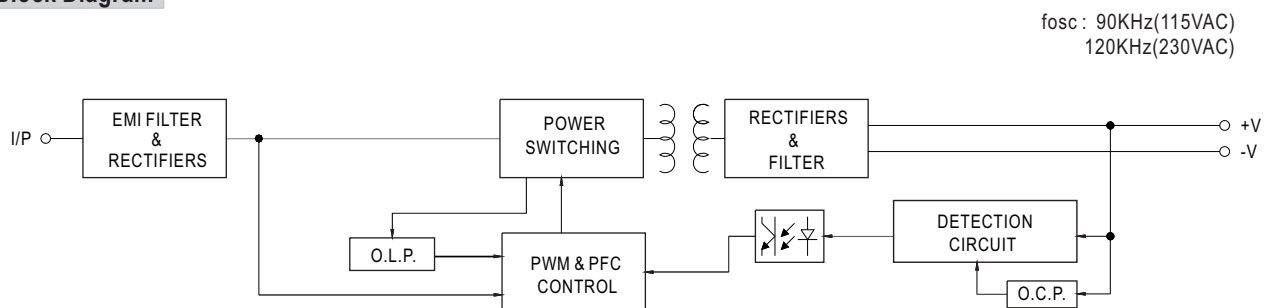 Block Diagram
fosc : 90KHz(115VAC)
120KHz(230VAC)
I/P
EMI FILTER
&
RECTIFIERS
POWER
SWITCHING
RECTIFIERS
&
FILTER
+V
-V
O.L.P.
PWM & PFC
CONTROL
DETECTION
CIRCUIT
O.C.P.